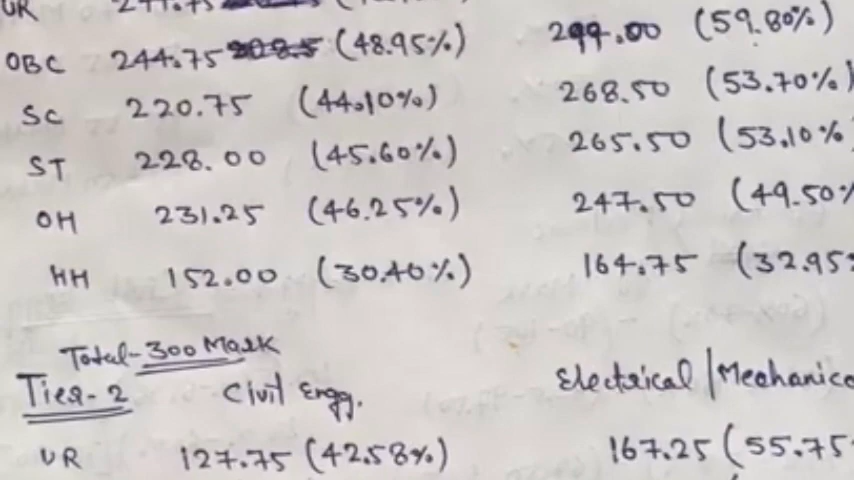 UR
OBC 244.75 (48.95%) 299.00 (59.80%)
SC 220.75 (44.10%) 268.50 (53.70%)
ST 228.00 (45.60%) 265.50 (53.10%
OH 231.25 (46.25%) 247.50 (49.50%
HH 152.00 (30.40%) 164.75 (32.95%
Total-300 Mark
Tier-2 Civil Engg. Electrical/Mechanica
UR 127.75 (42.58%) 167.25 (55.75